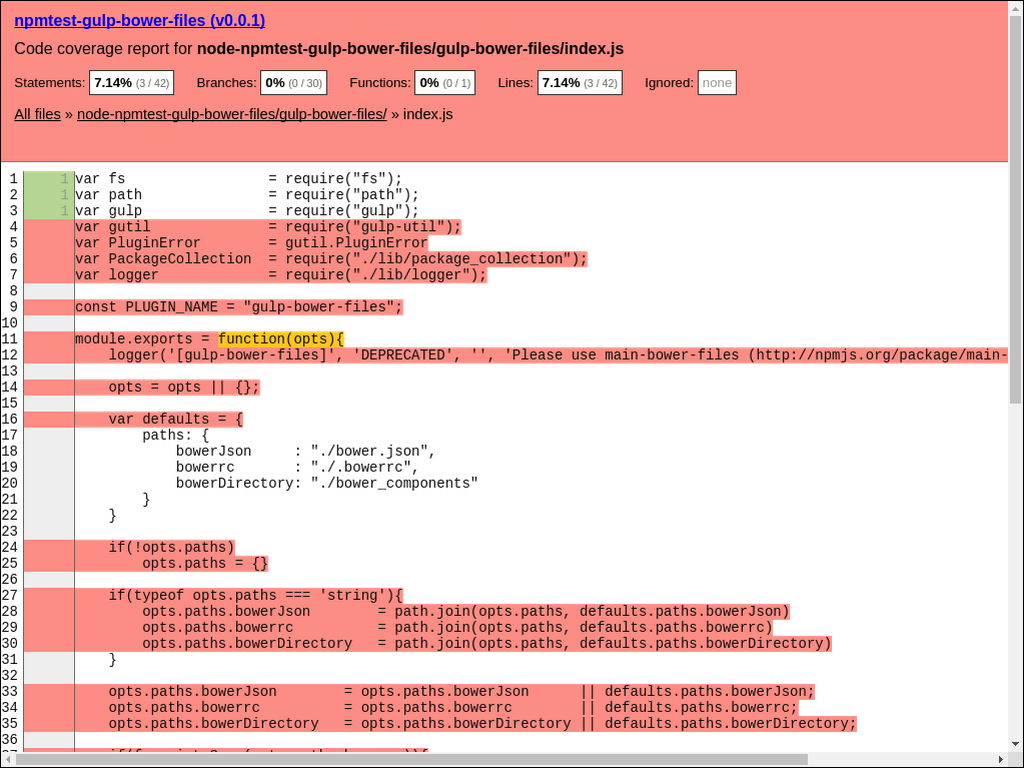 npmtest-gulp-bower-files (v0.0.1)
Code coverage report for node-npmtest-gulp-bower-files/gulp-bower-files/index.js
Statements: 7.14% (3 / 42) Branches: 0% (0 / 30) Functions: 0% (0 / 1) Lines: 7.14% (3 / 42) Ignored: none
All files » node-npmtest-gulp-bower-files/gulp-bower-files/ » index.js
1 1 var fs                 = require("fs");
2 1 var path               = require("path");
3 1 var gulp               = require("gulp");
4 var gutil              = require("gulp-util");
5 var PluginError        = gutil.PluginError
6 var PackageCollection  = require("./lib/package_collection");
7 var logger             = require("./lib/logger");
8
9 const PLUGIN_NAME = "gulp-bower-files";
10
11 module.exports = function(opts){
12     logger('[gulp-bower-files]', 'DEPRECATED', '', 'Please use main-bower-files (http://npmjs.org/package/main-
13
14     opts = opts || {};
15
16     var defaults = {
17         paths: {
18             bowerJson     : "./bower.json",
19             bowerrc       : "./.bowerrc",
20             bowerDirectory: "./bower_components"
21         }
22     }
23
24     if(!opts.paths)
25         opts.paths = {}
26
27     if(typeof opts.paths === 'string'){
28         opts.paths.bowerJson        = path.join(opts.paths, defaults.paths.bowerJson)
29         opts.paths.bowerrc          = path.join(opts.paths, defaults.paths.bowerrc)
30         opts.paths.bowerDirectory   = path.join(opts.paths, defaults.paths.bowerDirectory)
31     }
32
33     opts.paths.bowerJson        = opts.paths.bowerJson      || defaults.paths.bowerJson;
34     opts.paths.bowerrc          = opts.paths.bowerrc        || defaults.paths.bowerrc;
35     opts.paths.bowerDirectory   = opts.paths.bowerDirectory || defaults.paths.bowerDirectory;
36